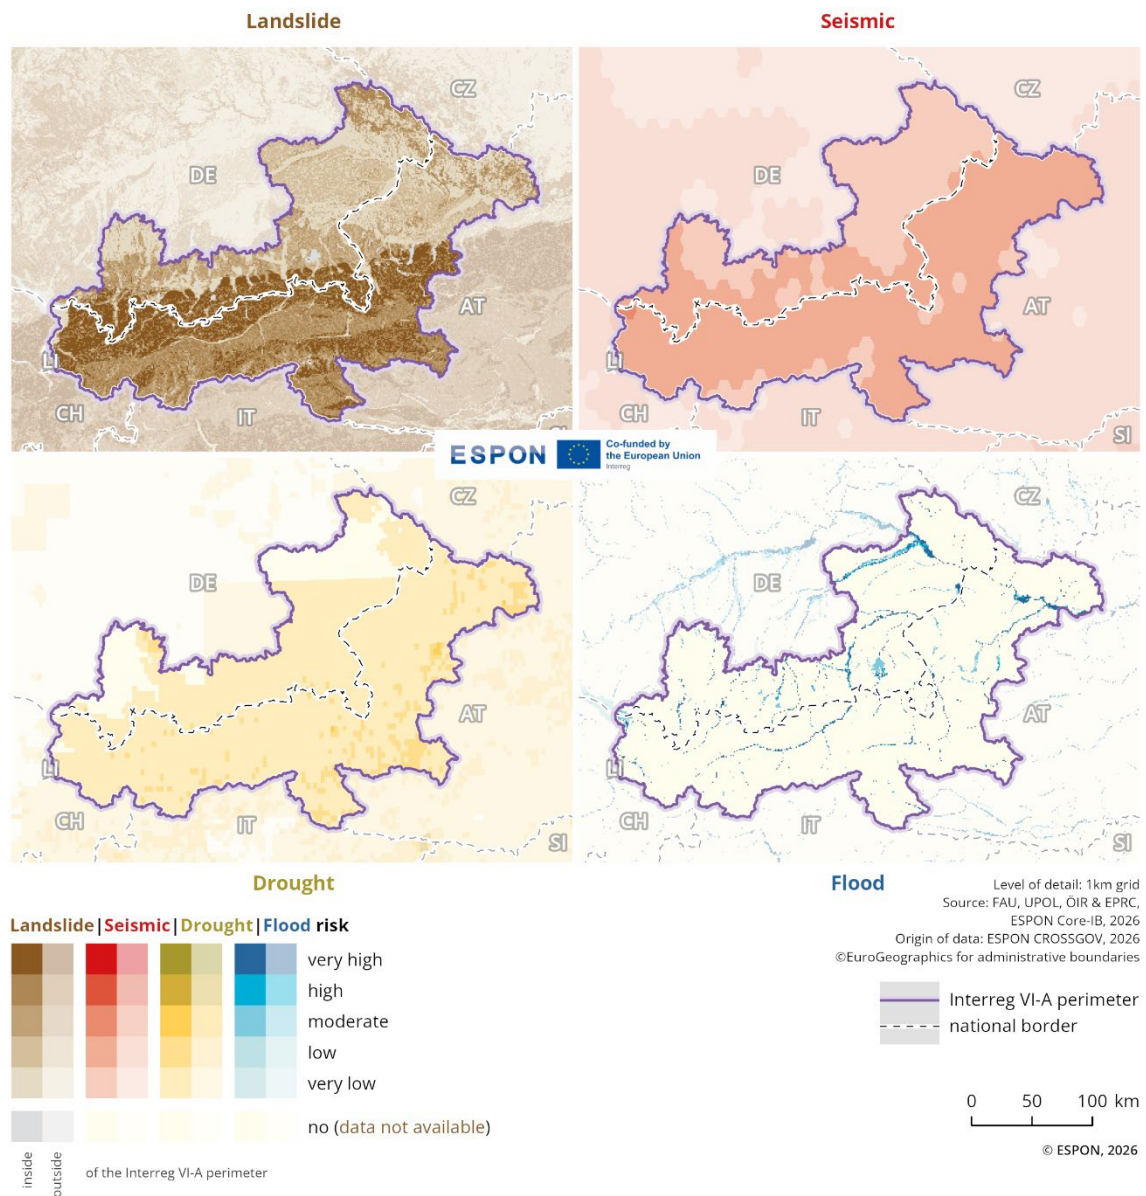 Landslide
Seismic
CZ
DE
AT
LI
CH
IT
CZ
DE
AT
LI
CH
IT
SI
ESPON
Co-funded by
the European Union
Interreg
CZ
DE
AT
LI
CH
IT
SI
CZ
DE
AT
LI
CH
IT
SI
Drought
Flood
Level of detail: 1km grid
Source: FAU, UPOL, ÖIR & EPRC,
ESPON Core-IB, 2026
Origin of data: ESPON CROSSGOV, 2026
©EuroGeographics for administrative boundaries
Landslide|Seismic|Drought|Flood risk
very high
high
moderate
low
very low
no (data not available)
inside
outside
of the Interreg VI-A perimeter
Interreg VI-A perimeter
national border
0 50 100 km
© ESPON, 2026